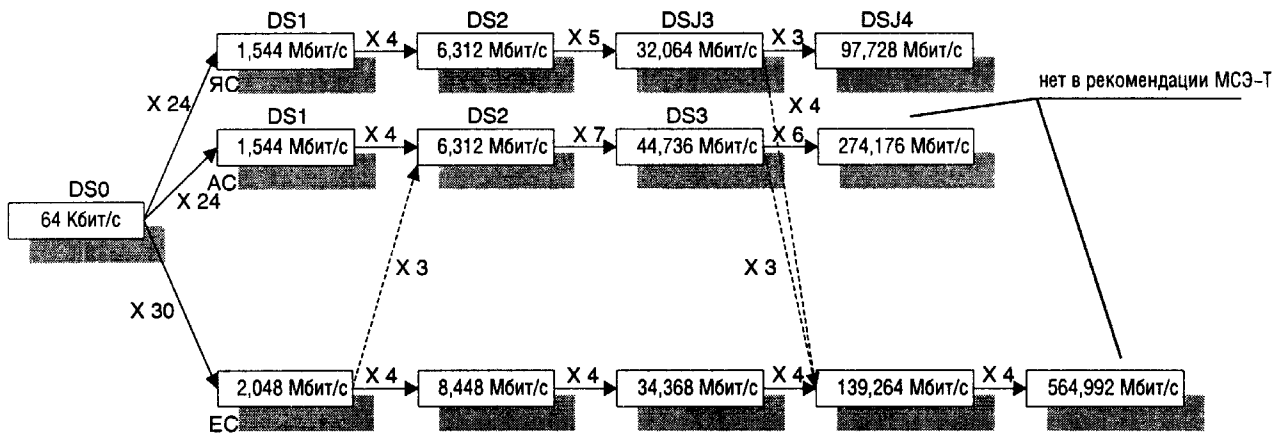 DS1 DS2 DSJ3 DSJ4
1,544 Мбит/с X 4 6,312 Мбит/с X 5 32,064 Мбит/с X 3 97,728 Мбит/с
ЯС
нет в рекомендации МСЭ-Т
X 24 X 4
DS1 DS2 DS3
1,544 Мбит/с X 4 6,312 Мбит/с X 7 44,736 Мбит/с X 6 274,176 Мбит/с
АС
DS0 X 24
64 Кбит/с
X 3 X 3
X 30
2,048 Мбит/с X 4 8,448 Мбит/с X 4 34,368 Мбит/с X 4 139,264 Мбит/с X 4 564,992 Мбит/с
ЕС